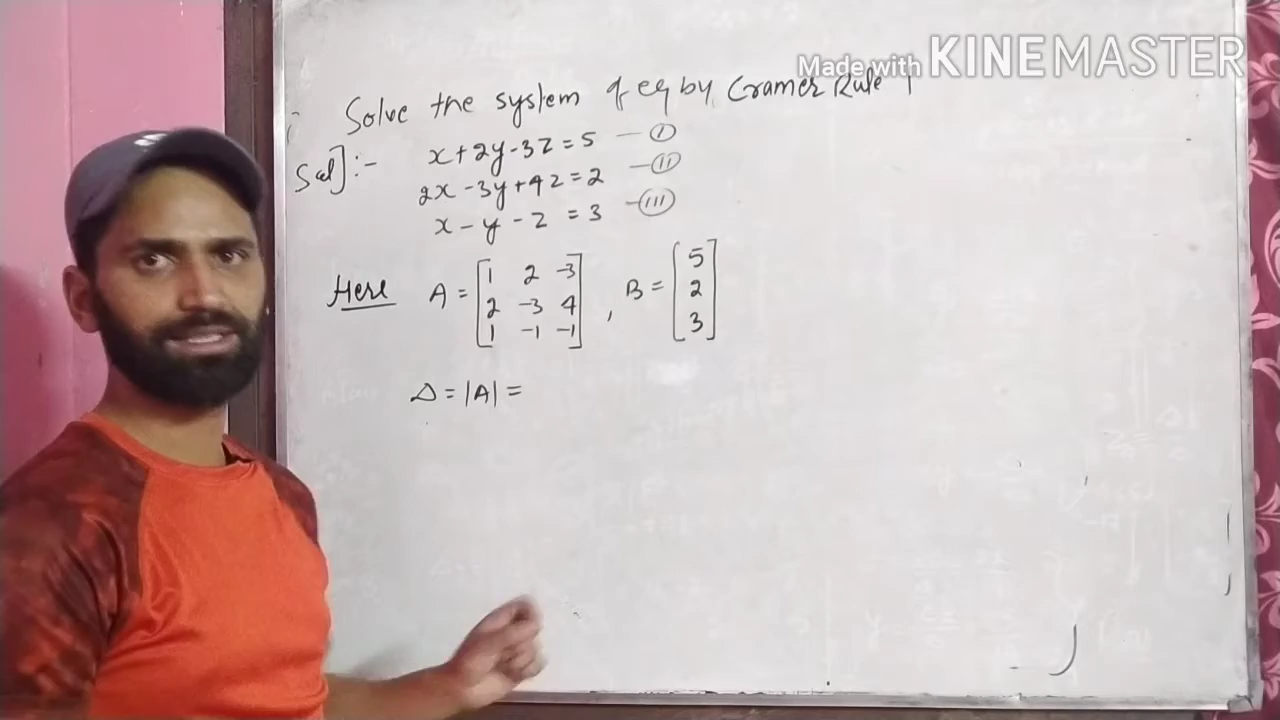 Made with KINEMASTER
Solve the system of eq by Cramer Rule
Sol]:- x+2y-3z=5 —(I)
2x-3y+4z=2 —(II)
x-y-z=3 —(III)
Here A = [1 2 -3
2 -3 4
1 -1 -1] , B = [5
2
3]
Δ = |A| =